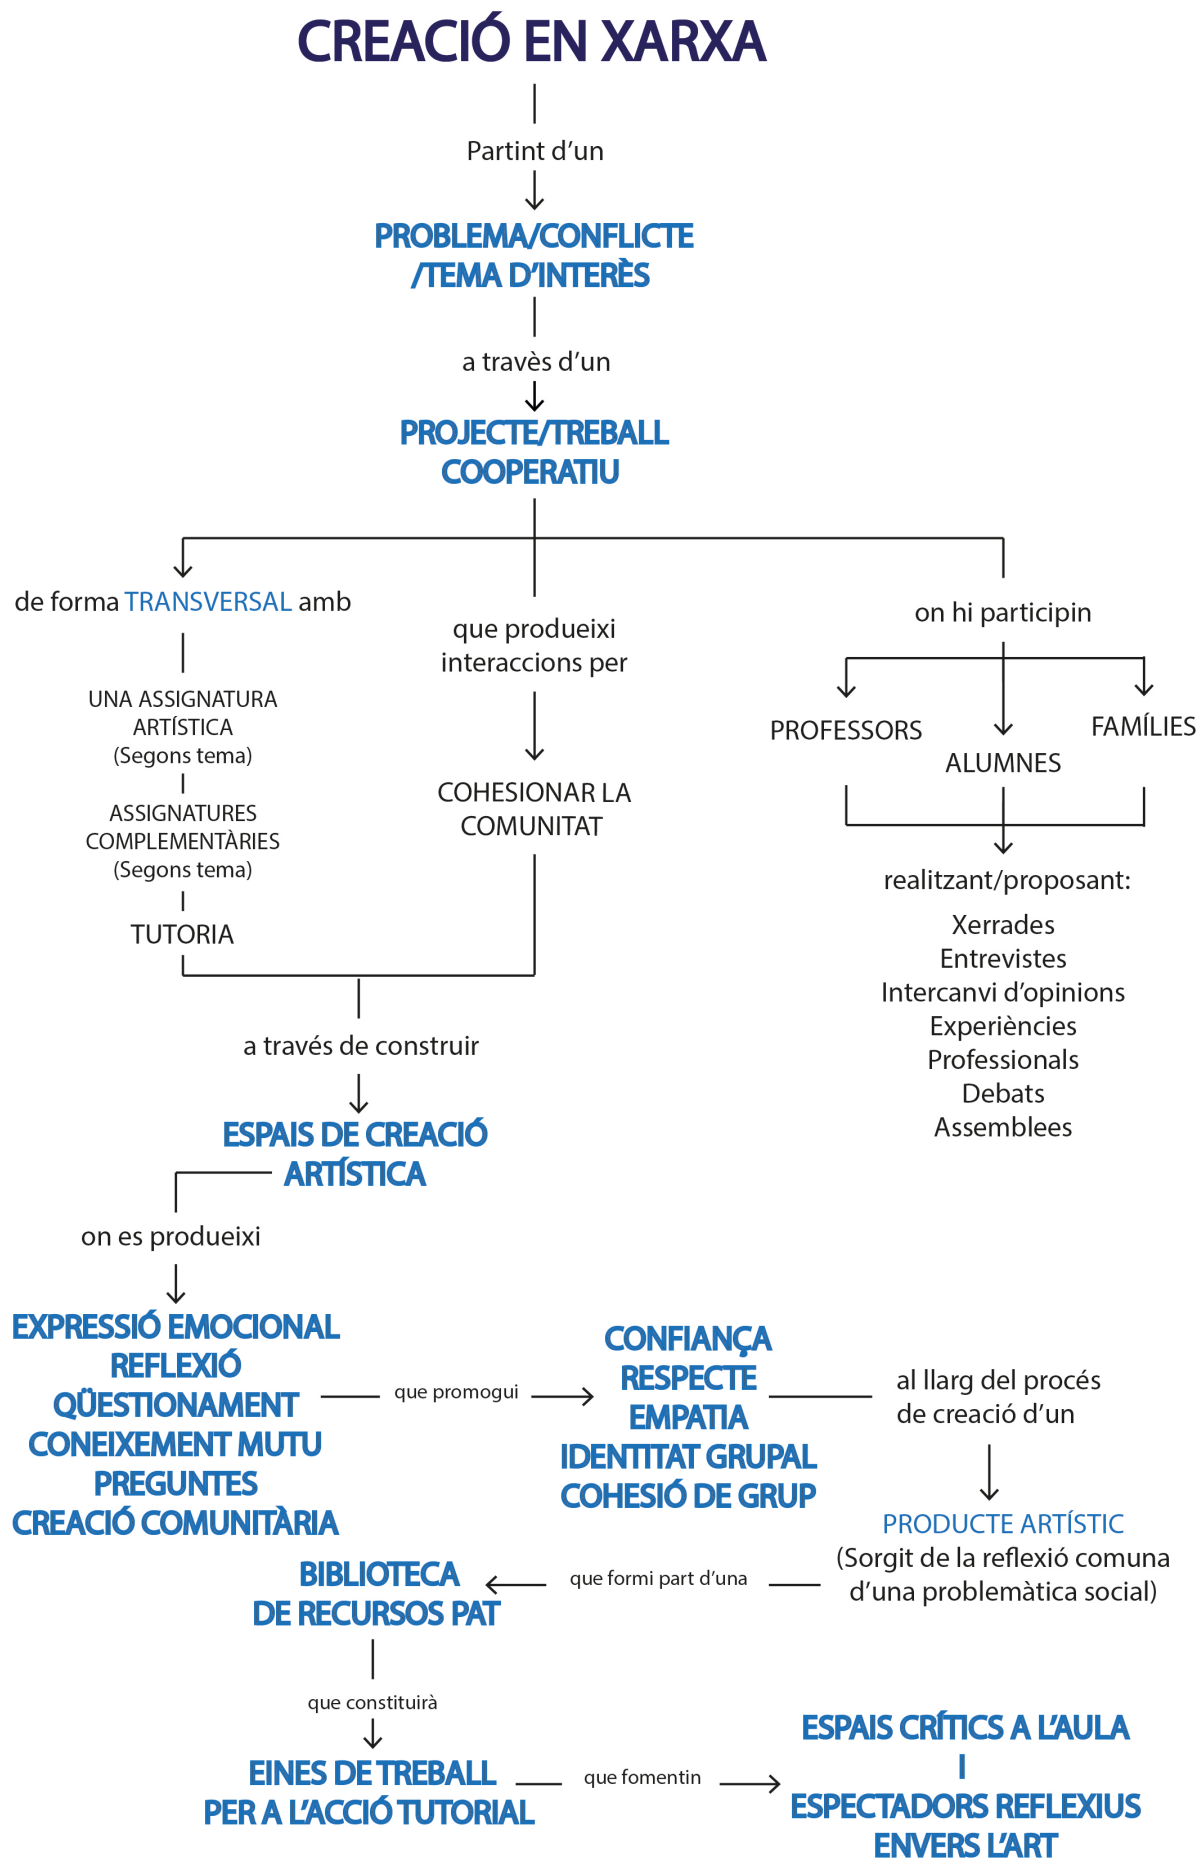 CREACIÓ EN XARXA
Partint d’un
PROBLEMA/CONFLICTE
/TEMA D’INTERÈS
a travès d’un
PROJECTE/TREBALL
COOPERATIU
de forma TRANSVERSAL amb
UNA ASSIGNATURA
ARTÍSTICA
(Segons tema)
ASSIGNATURES
COMPLEMENTÀRIES
(Segons tema)
TUTORIA
que produeixi
interaccions per
COHESIONAR LA
COMUNITAT
on hi participin
PROFESSORS
ALUMNES
FAMÍLIES
realitzant/proposant:
Xerrades
Entrevistes
Intercanvi d’opinions
Experiències
Professionals
Debats
Assemblees
a través de construir
ESPAIS DE CREACIÓ
ARTÍSTICA
on es produeixi
EXPRESSIÓ EMOCIONAL
REFLEXIÓ
QÜESTIONAMENT
CONEIXEMENT MUTU
PREGUNTES
CREACIÓ COMUNITÀRIA
que promogui
CONFIANÇA
RESPECTE
EMPATIA
IDENTITAT GRUPAL
COHESIÓ DE GRUP
al llarg del procés
de creació d’un
PRODUCTE ARTÍSTIC
(Sorgit de la reflexió comuna
d’una problemàtica social)
que formi part d’una
BIBLIOTECA
DE RECURSOS PAT
que constituirà
EINES DE TREBALL
PER A L’ACCIÓ TUTORIAL
que fomentin
ESPAIS CRÍTICS A L’AULA
I
ESPECTADORS REFLEXIUS
ENVERS L’ART